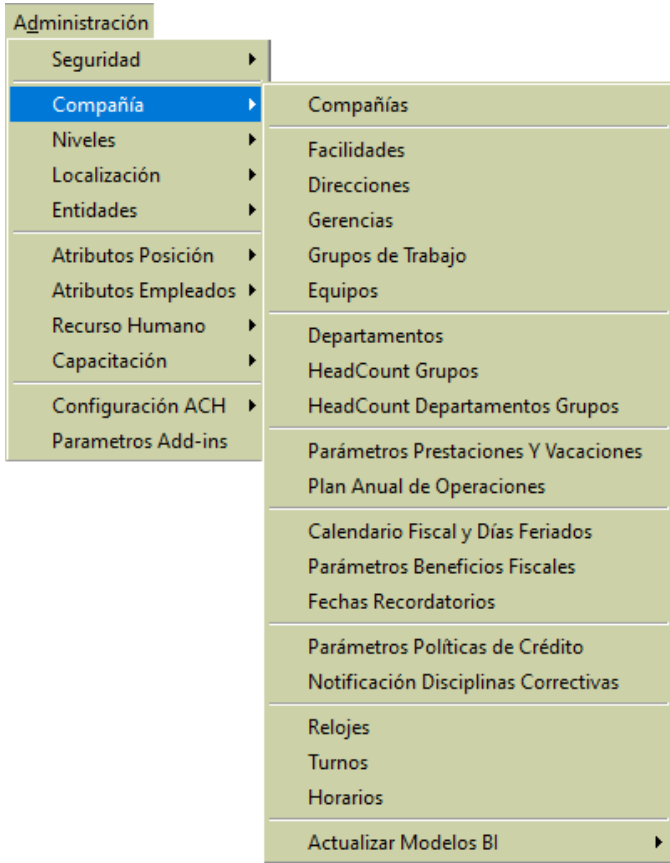 Administración
Seguridad
Compañía
Niveles
Localización
Entidades
Atributos Posición
Atributos Empleados
Recurso Humano
Capacitación
Configuración ACH
Parametros Add-ins
Compañías
Facilidades
Direcciones
Gerencias
Grupos de Trabajo
Equipos
Departamentos
HeadCount Grupos
HeadCount Departamentos Grupos
Parámetros Prestaciones Y Vacaciones
Plan Anual de Operaciones
Calendario Fiscal y Días Feriados
Parámetros Beneficios Fiscales
Fechas Recordatorios
Parámetros Políticas de Crédito
Notificación Disciplinas Correctivas
Relojes
Turnos
Horarios
Actualizar Modelos BI